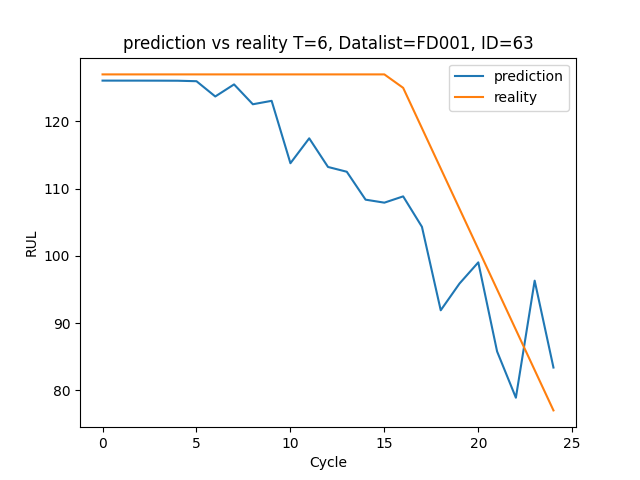 prediction vs reality T=6, Datalist=FD001, ID=63
prediction
reality
RUL
120
110
100
90
80
0 5 10 15 20 25
Cycle